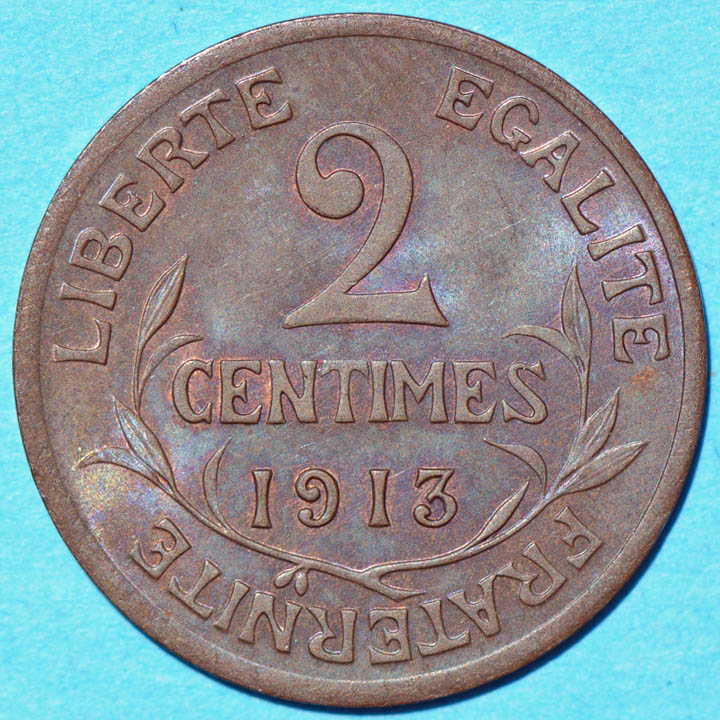 LIBERTE EGALITE FRATERNITE
2
CENTIMES
1913